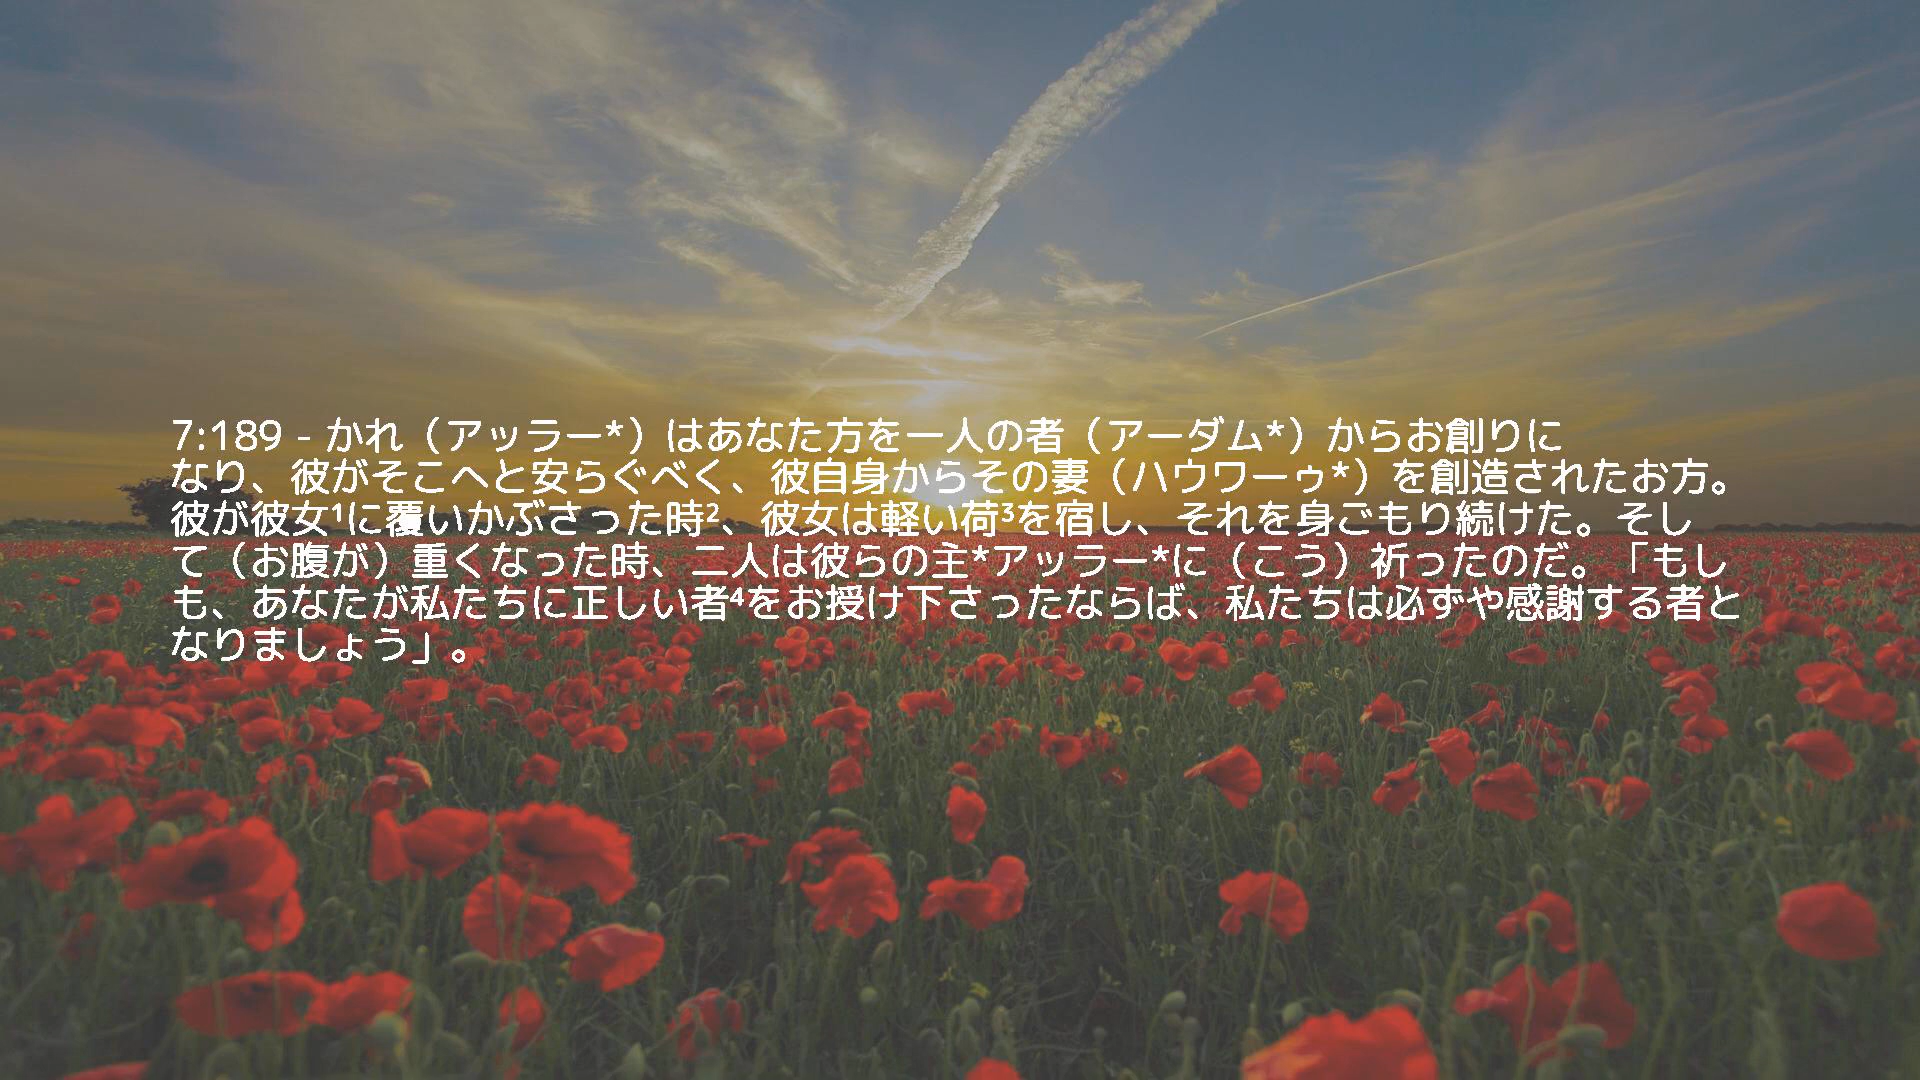 7:189 - かれ（アッラー*）はあなた方を一人の者（アーダム*）からお創りに
なり、彼がそこへと安らぐべく、彼自身からその妻（ハウワーゥ*）を創造されたお方。
彼が彼女¹に覆いかぶさった時²、彼女は軽い荷³を宿し、それを身ごもり続けた。そし
て（お腹が）重くなった時、二人は彼らの主*アッラー*に（こう）祈ったのだ。「もし
も、あなたが私たちに正しい者⁴をお授け下さったならば、私たちは必ずや感謝する者と
なりましょう」。